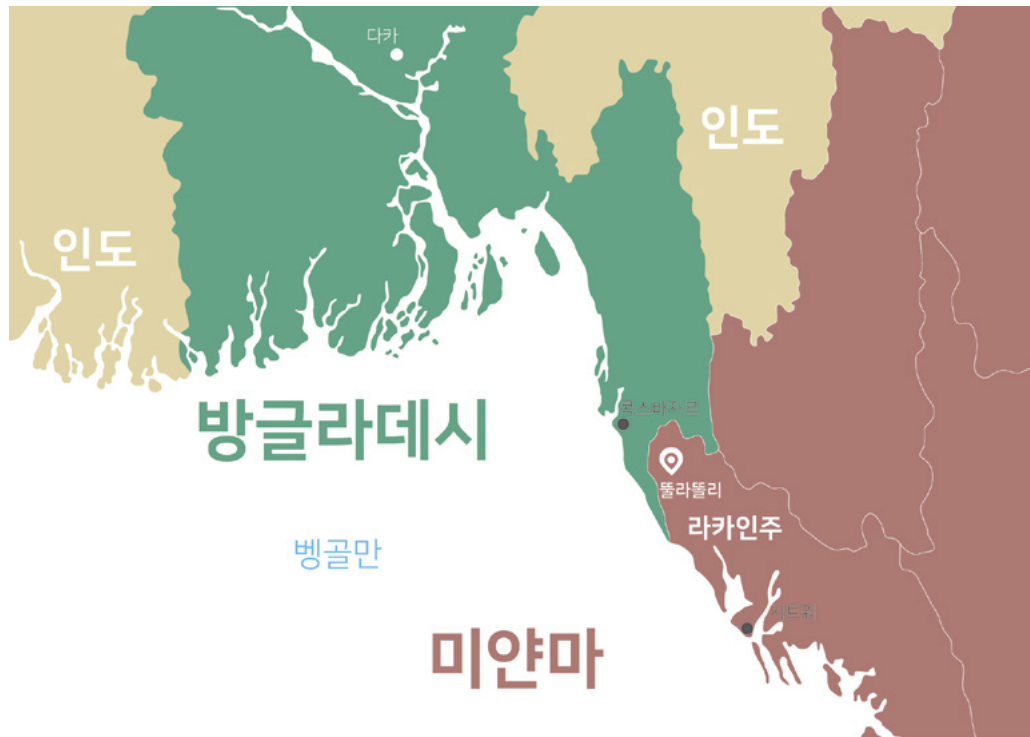 다카
인도
인도
방글라데시
콕스바자르
뚤라똘리
라카인주
벵골만
시트웨
미얀마